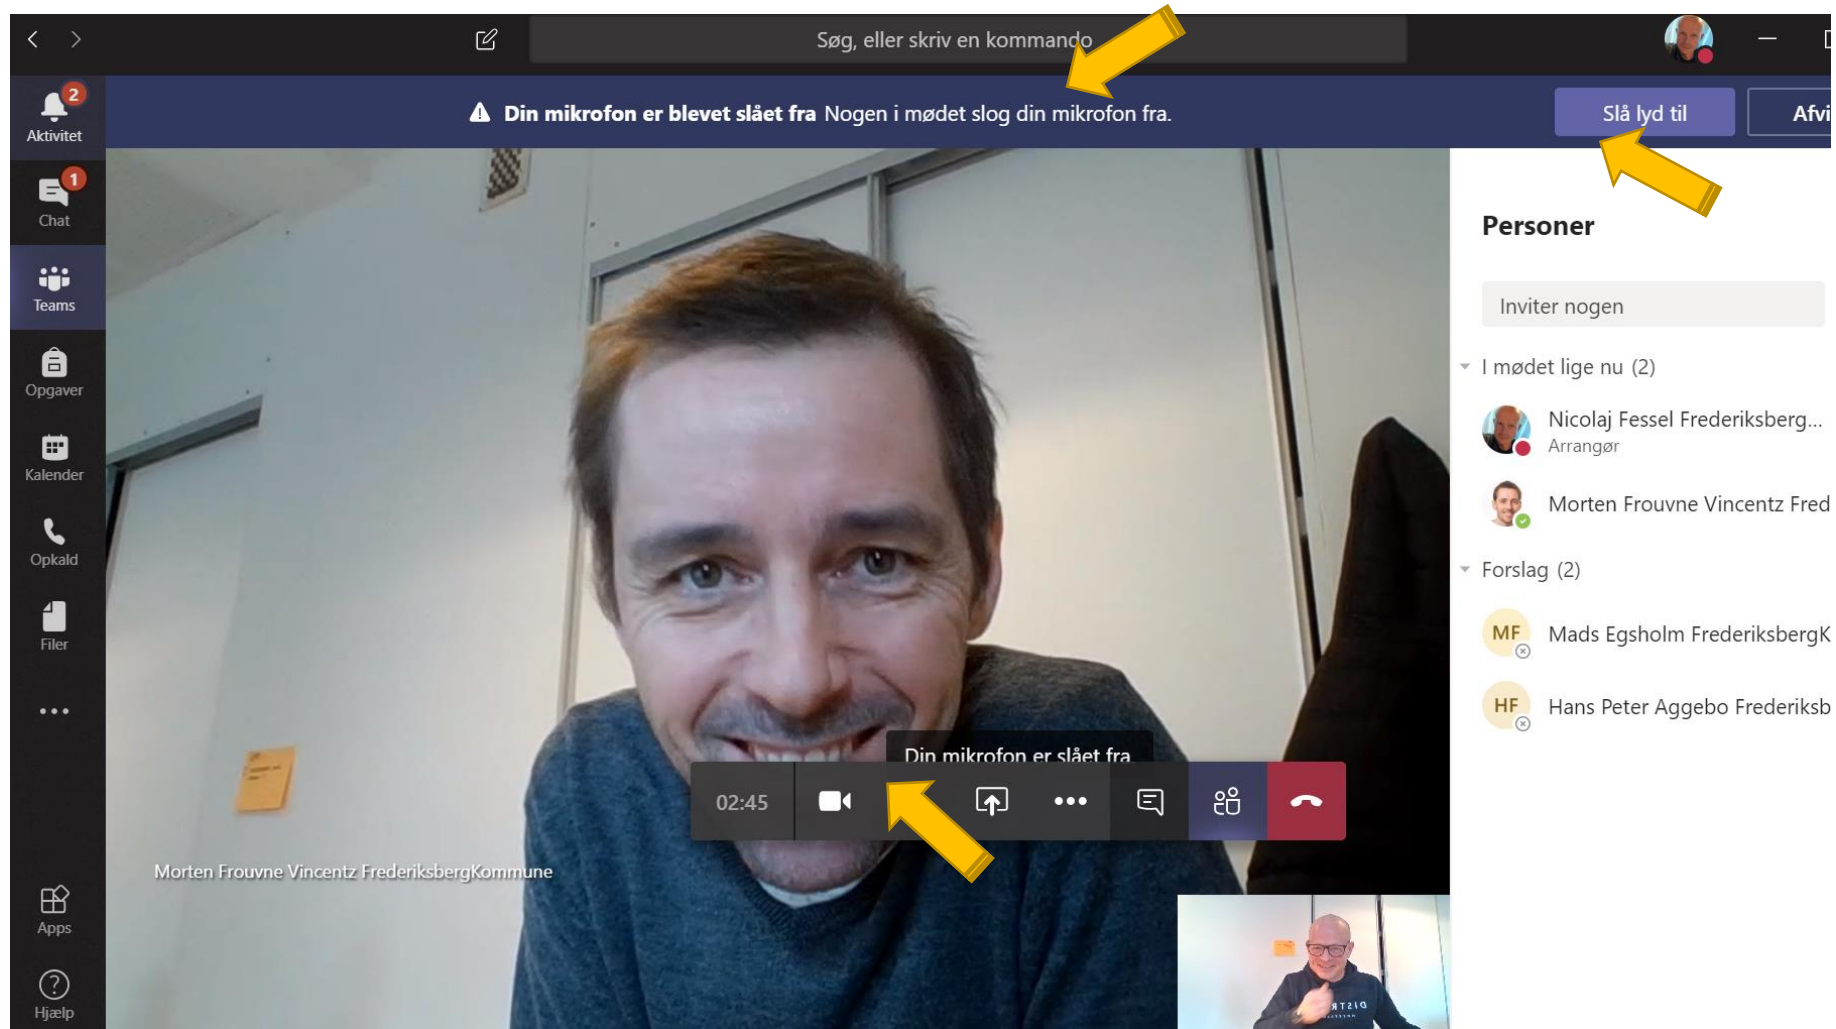 Søg, eller skriv en kommando
2
Aktivitet
Din mikrofon er blevet slået fra Nogen i mødet slog din mikrofon fra.
Slå lyd til
Afvi
1
Chat
Teams
Opgaver
Kalender
Opkald
Filer
Apps
Hjælp
Personer
Inviter nogen
I mødet lige nu (2)
Nicolaj Fessel Frederiksberg...
Arrangør
Morten Frouvne Vincentz Fred
Forslag (2)
MF
Mads Egsholm FrederiksbergK
HF
Hans Peter Aggebo Frederiksb
Din mikrofon er slået fra
02:45
Morten Frouvne Vincentz FrederiksbergKommune